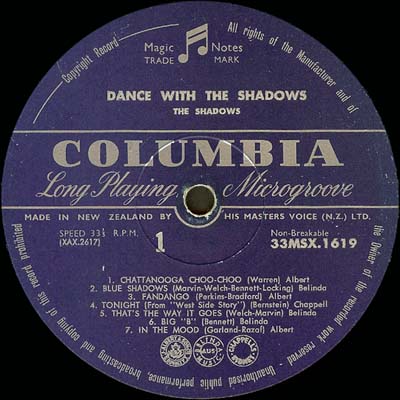 Copyright Record
All rights of the Manufacturer and of
Magic Notes
TRADE MARK
DANCE WITH THE SHADOWS
THE SHADOWS
COLUMBIA
Long Playing Microgroove
MADE IN NEW ZEALAND BY HIS MASTERS VOICE (N.Z.) LTD.
SPEED 33⅓ R.P.M.
(XAX.2617)
1
Non-Breakable
33MSX.1619
1. CHATTANOOGA CHOO-CHOO (Warren) Albert
2. BLUE SHADOWS (Marvin-Welch-Bennett-Locking) Belinda
3. FANDANGO (Perkins-Bradford) Albert
4. TONIGHT (From "West Side Story") (Bernstein) Chappell
5. THAT'S THE WAY IT GOES (Welch-Marvin) Belinda
6. BIG "B" (Bennett) Belinda
7. IN THE MOOD (Garland-Razaf) Albert
AUST
CHAPPELL
the Owner of the recorded work reserved -
Unauthorised public performance, broadcasting and copying of this record prohibited